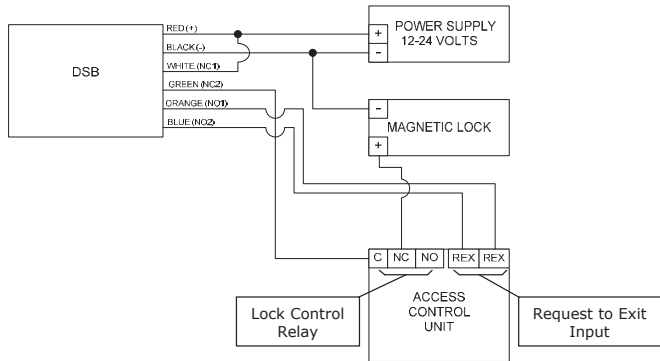 RED (+)
BLACK (-)
WHITE (NC1)
GREEN (NC2)
ORANGE (NO1)
BLUE (NO2)
DSB
POWER SUPPLY
12-24 VOLTS
+
-
-
MAGNETIC LOCK
+
C NC NO REX REX
ACCESS
CONTROL
UNIT
Lock Control
Relay
Request to Exit
Input